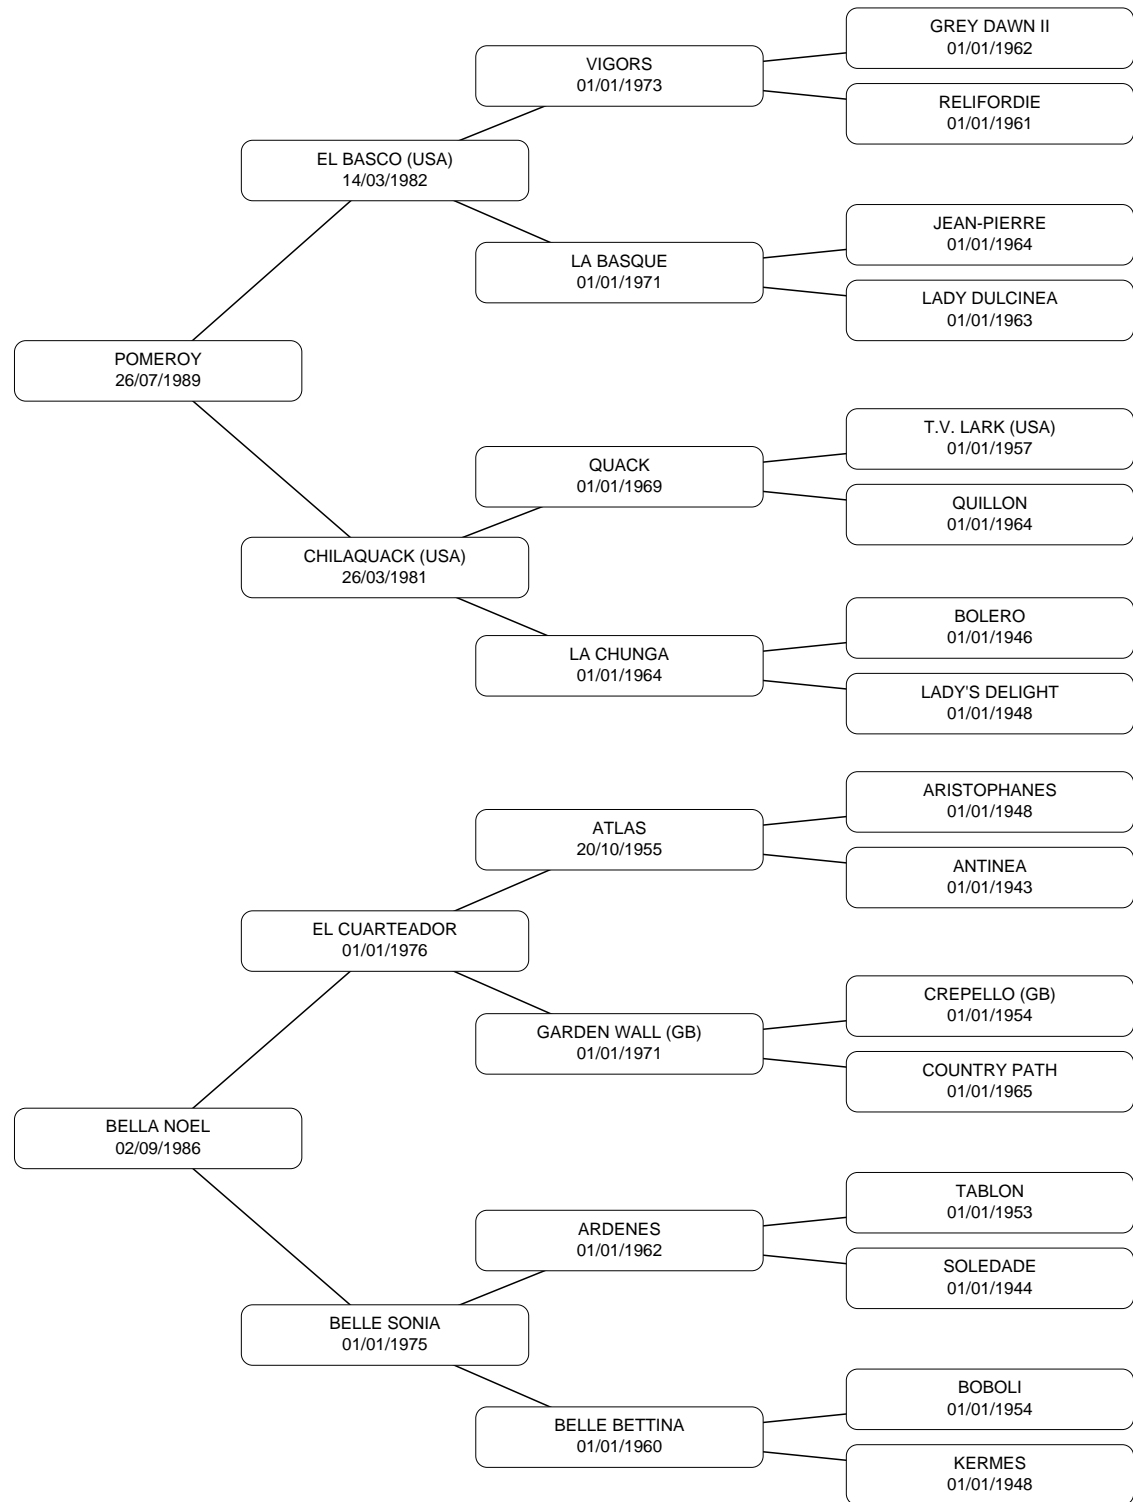 GREY DAWN II
01/01/1962
VIGORS
01/01/1973
RELIFORDIE
01/01/1961
EL BASCO (USA)
14/03/1982
JEAN-PIERRE
01/01/1964
LA BASQUE
01/01/1971
LADY DULCINEA
01/01/1963
POMEROY
26/07/1989
T.V. LARK (USA)
01/01/1957
QUACK
01/01/1969
QUILLON
01/01/1964
CHILAQUACK (USA)
26/03/1981
BOLERO
01/01/1946
LA CHUNGA
01/01/1964
LADY'S DELIGHT
01/01/1948
ARISTOPHANES
01/01/1948
ATLAS
20/10/1955
ANTINEA
01/01/1943
EL CUARTEADOR
01/01/1976
CREPELLO (GB)
01/01/1954
GARDEN WALL (GB)
01/01/1971
COUNTRY PATH
01/01/1965
BELLA NOEL
02/09/1986
TABLON
01/01/1953
ARDENES
01/01/1962
SOLEDADE
01/01/1944
BELLE SONIA
01/01/1975
BOBOLI
01/01/1954
BELLE BETTINA
01/01/1960
KERMES
01/01/1948